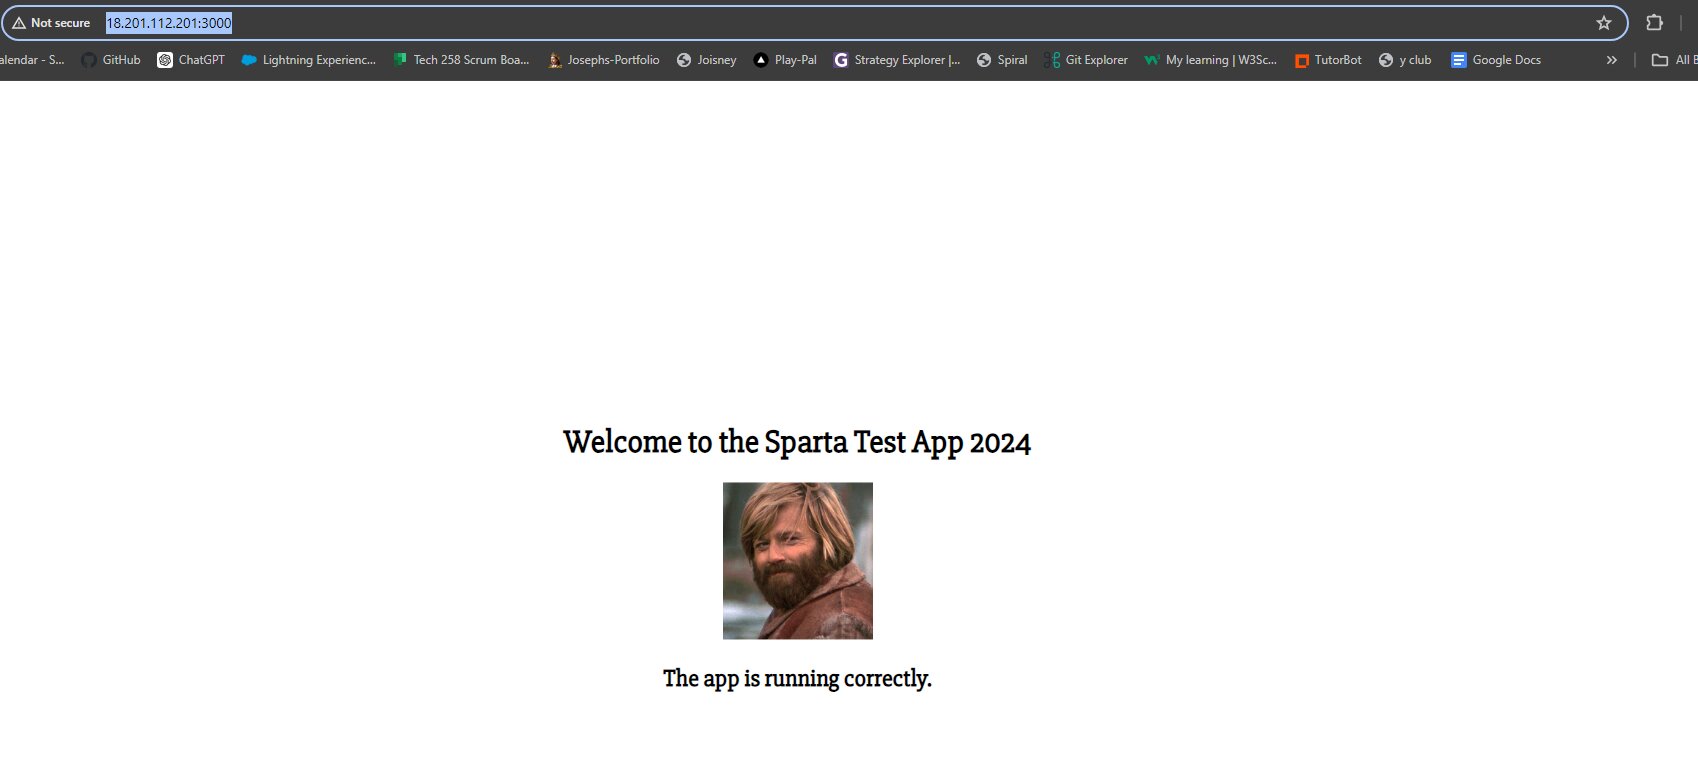 Not secure 18.201.112.201:3000
alendar - S... GitHub ChatGPT Lightning Experienc... Tech 258 Scrum Boa... Josephs-Portfolio Joisney Play-Pal Strategy Explorer |... Spiral Git Explorer My learning | W3Sc... TutorBot y club Google Docs » All B
Welcome to the Sparta Test App 2024
The app is running correctly.